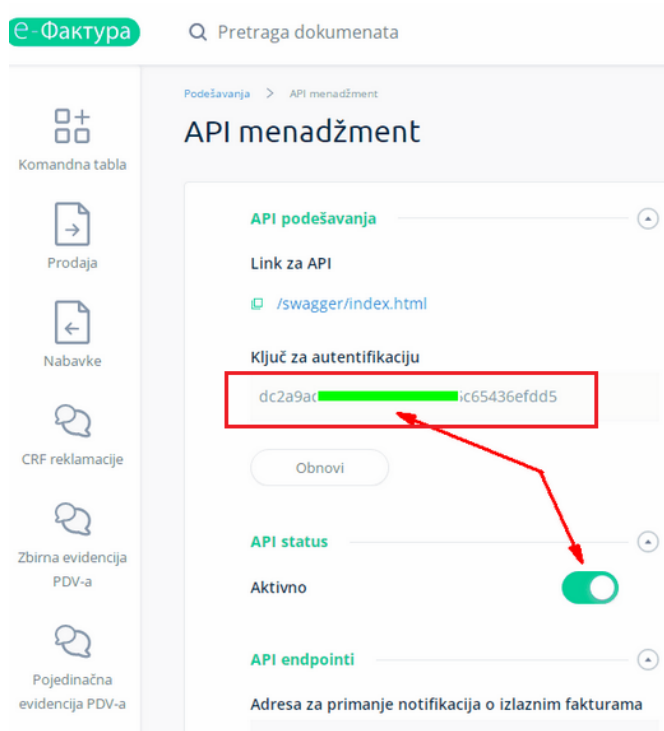 е-Фактура
Pretraga dokumenata
Podešavanja > API menadžment
API menadžment
Komandna tabla
Prodaja
Nabavke
CRF reklamacije
Zbirna evidencija
PDV-a
Pojedinačna
evidencija PDV-a
API podešavanja
Link za API
/swagger/index.html
Ključ za autentifikaciju
dc2a9a c65436efdd5
Obnovi
API status
Aktivno
API endpointi
Adresa za primanje notifikacija o izlaznim fakturama